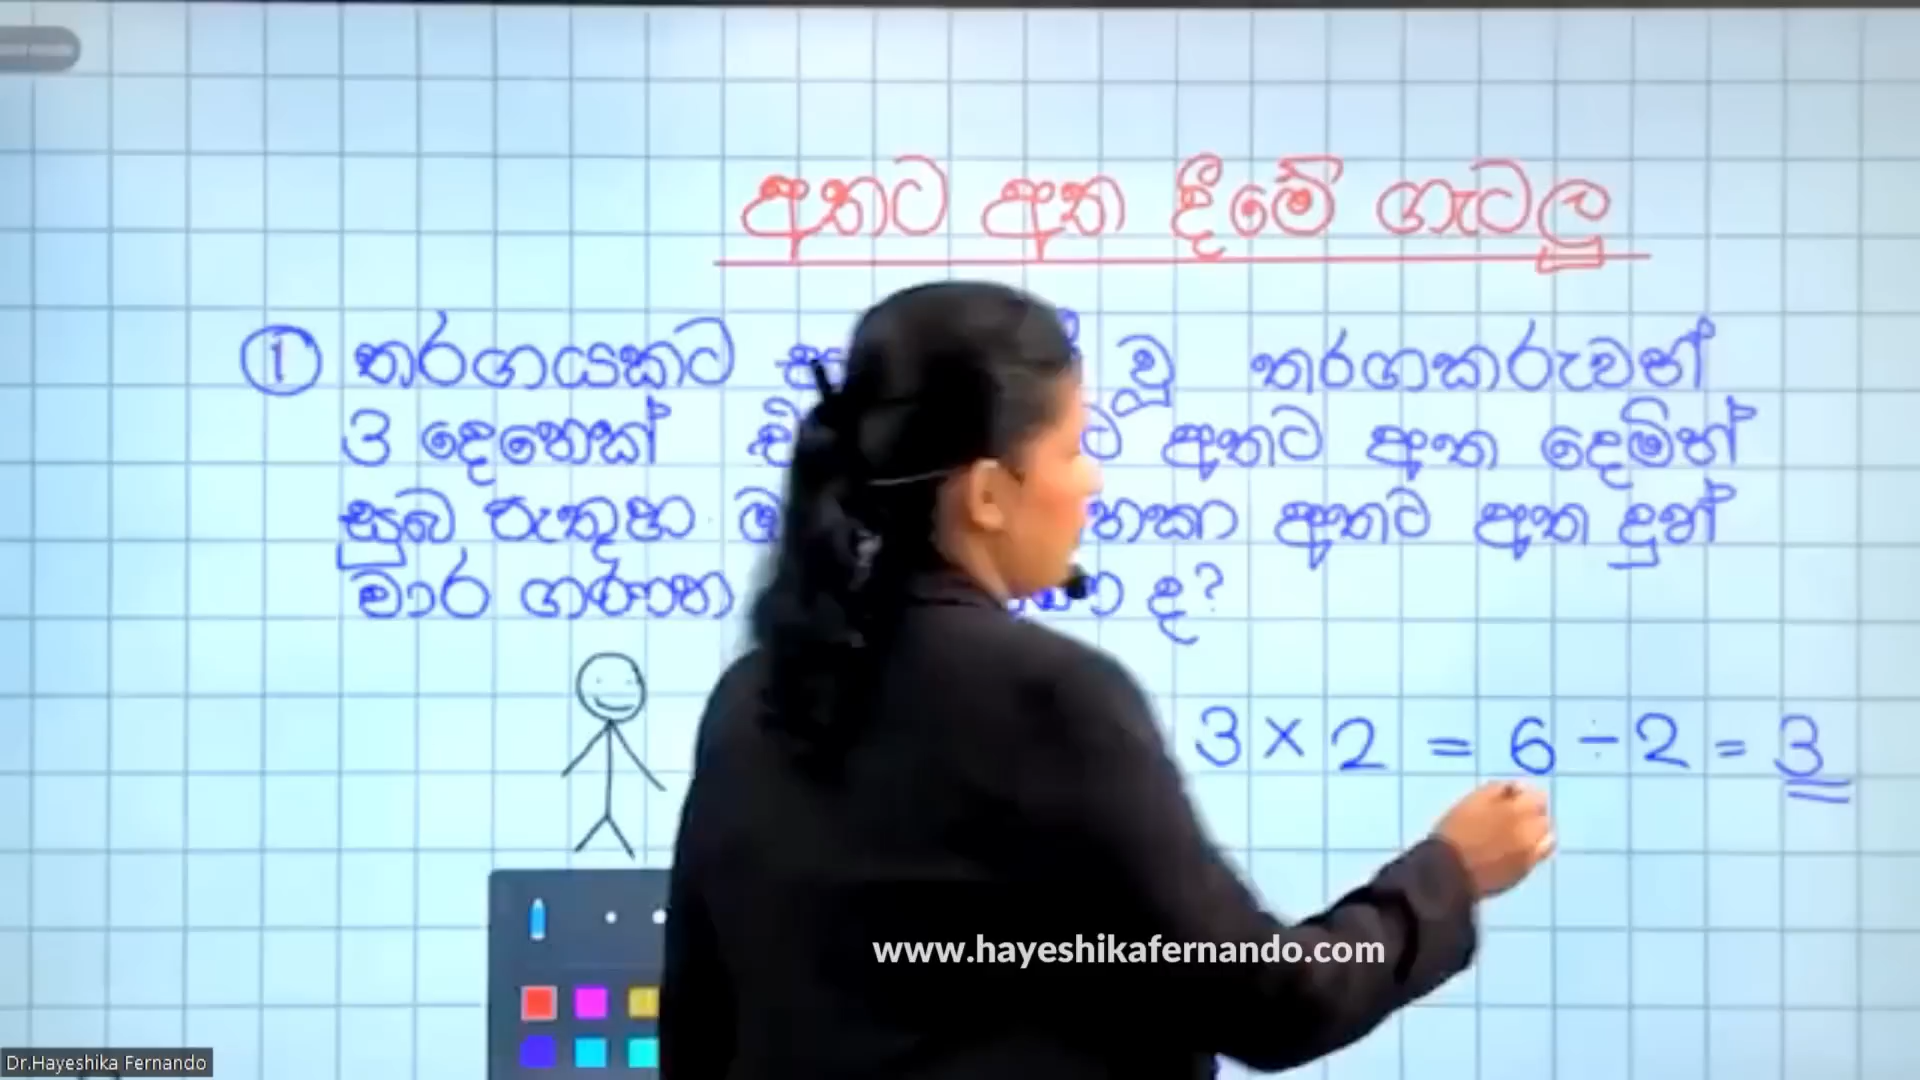 අතට අත දීමේ ගැටලු
① තරගයකට වූ තරගකරුවන්
3 දෙනෙක් අතට අත දෙමින්
සුබ පැතූහ අතට අත දුන්
වාර ගණන ද?
3 × 2 = 6 ÷ 2 = 3
www.hayeshikafernando.com
Dr.Hayeshika Fernando